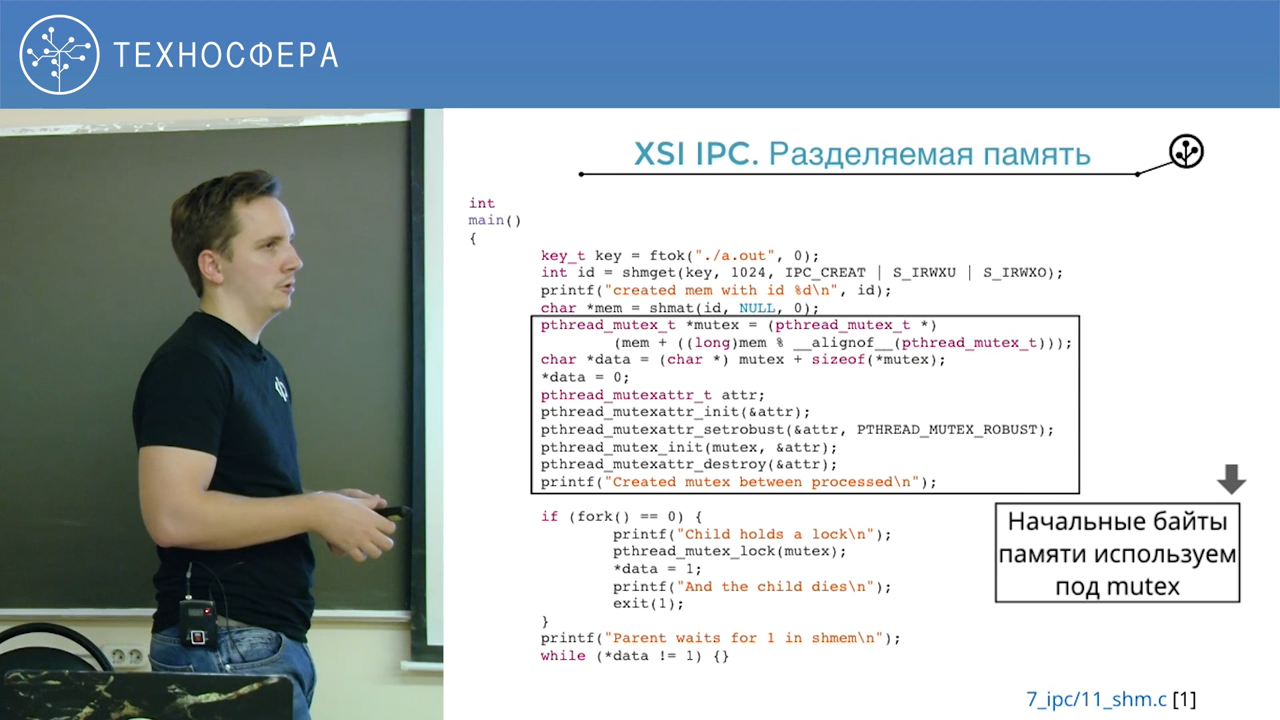 ТЕХНОСФЕРА
XSI IPC. Разделяемая память
int
main()
{
key_t key = ftok("./a.out", 0);
int id = shmget(key, 1024, IPC_CREAT | S_IRWXU | S_IRWXO);
printf("created mem with id %d\n", id);
char *mem = shmat(id, NULL, 0);
pthread_mutex_t *mutex = (pthread_mutex_t *)
(mem + ((long)mem % __alignof__(pthread_mutex_t)));
char *data = (char *) mutex + sizeof(*mutex);
*data = 0;
pthread_mutexattr_t attr;
pthread_mutexattr_init(&attr);
pthread_mutexattr_setrobust(&attr, PTHREAD_MUTEX_ROBUST);
pthread_mutex_init(mutex, &attr);
pthread_mutexattr_destroy(&attr);
printf("Created mutex between processed\n");
if (fork() == 0) {
printf("Child holds a lock\n");
pthread_mutex_lock(mutex);
*data = 1;
printf("And the child dies\n");
exit(1);
}
printf("Parent waits for 1 in shmem\n");
while (*data != 1) {}
Начальные байты
памяти используем
под mutex
7_ipc/11_shm.c [1]